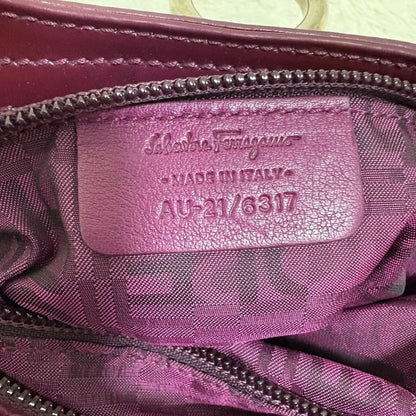 Salvatore Ferragamo
• MADE IN ITALY •
AU-21/6317